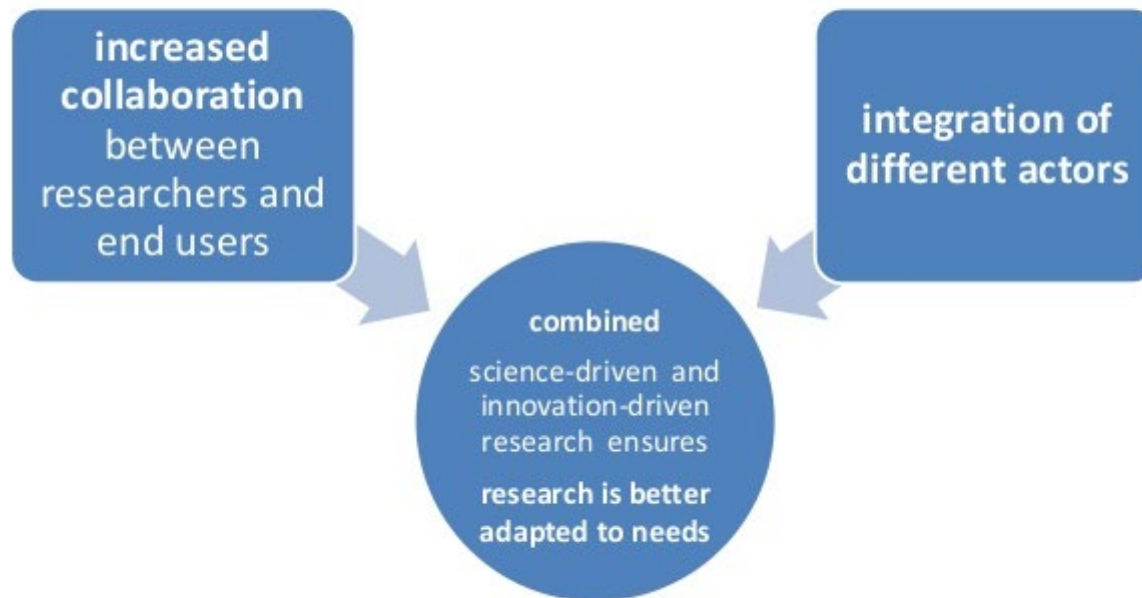 increased
collaboration
between
researchers and
end users
integration of
different actors
combined
science-driven and
innovation-driven
research ensures
research is better
adapted to needs